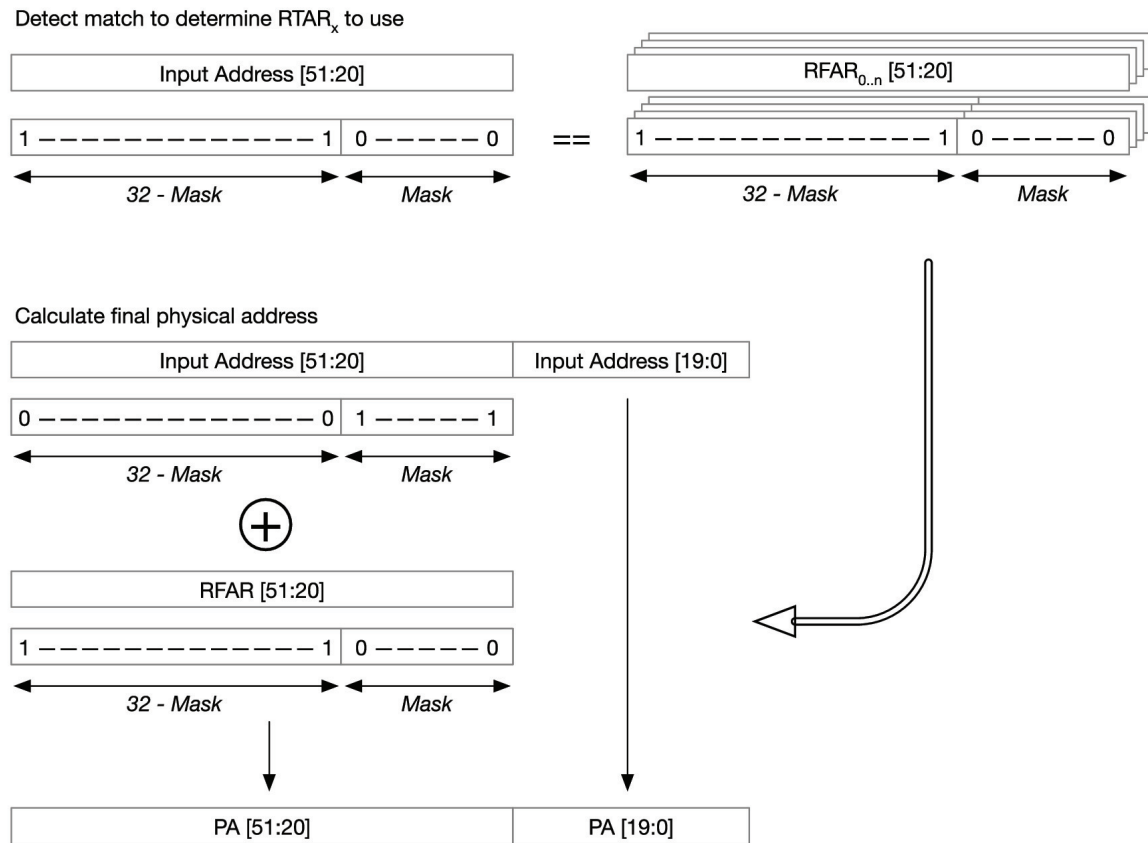 Detect match to determine RTARx to use
Input Address [51:20]
RFAR0..n [51:20]
1 — — — — — — — — — — — — — — 1 0 — — — — — 0
==
1 — — — — — — — — — — — — — — 1 0 — — — — — 0
32 - Mask Mask
32 - Mask Mask
Calculate final physical address
Input Address [51:20] Input Address [19:0]
0 — — — — — — — — — — — — — — 0 1 — — — — — 1
32 - Mask Mask
+
RFAR [51:20]
1 — — — — — — — — — — — — — — 1 0 — — — — — 0
32 - Mask Mask
PA [51:20] PA [19:0]